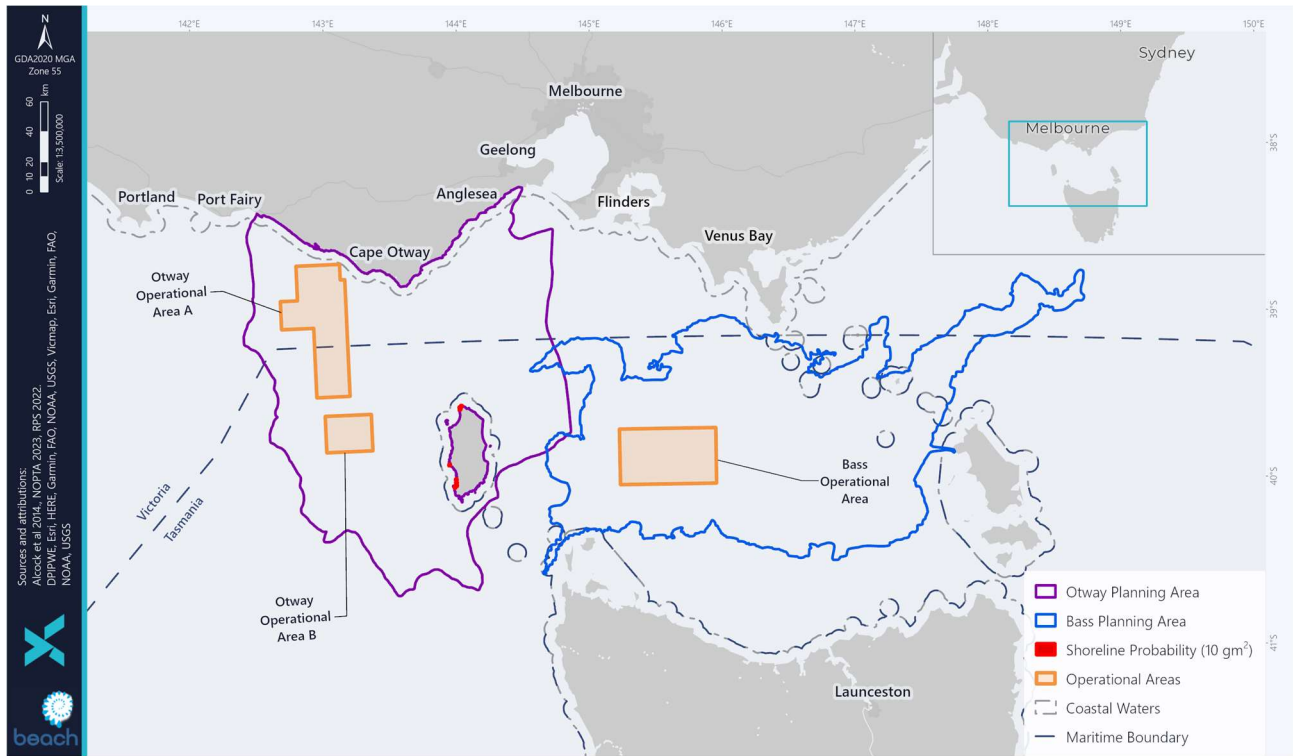 N
GDA2020 MGA
Zone 55
km
0 10 20 40 60
Scale: 1:3,500,000
Sources and attributions:
Alcock et al 2014, NOPTA 2023, RPS 2022.
DPIPWE, Esri, HERE, Garmin, FAO, NOAA, USGS, Vicmap, Esri, Garmin, FAO,
NOAA, USGS
beach
142°E
143°E
144°E
145°E
146°E
147°E
148°E
149°E
150°E
38°S
39°S
40°S
41°S
Sydney
Melbourne
Melbourne
Geelong
Portland
Port Fairy
Anglesea
Flinders
Cape Otway
Venus Bay
Otway
Operational
Area A
Victoria
Tasmania
Bass
Operational
Area
Otway
Operational
Area B
Launceston
Otway Planning Area
Bass Planning Area
Shoreline Probability (10 gm²)
Operational Areas
Coastal Waters
Maritime Boundary